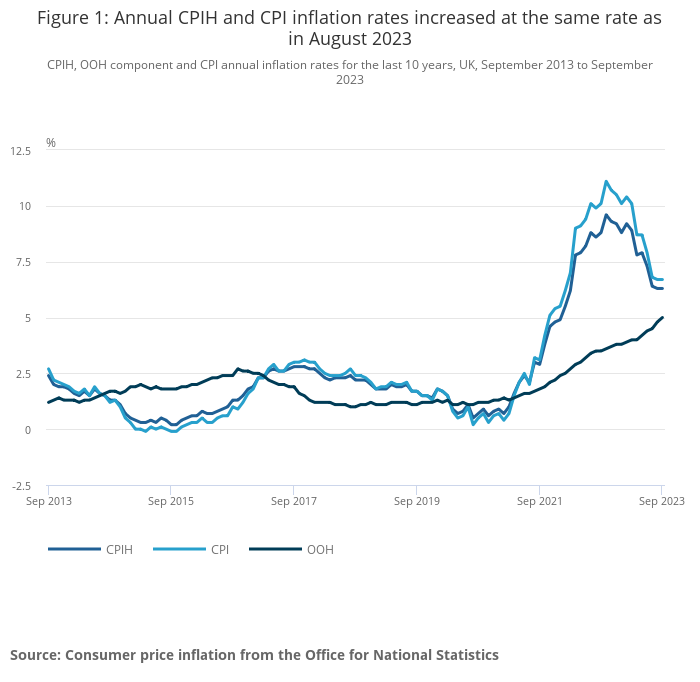 Figure 1: Annual CPIH and CPI inflation rates increased at the same rate as
in August 2023
CPIH, OOH component and CPI annual inflation rates for the last 10 years, UK, September 2013 to September
2023
%
12.5
10
7.5
5
2.5
0
-2.5
Sep 2013 Sep 2015 Sep 2017 Sep 2019 Sep 2021 Sep 2023
CPIH CPI OOH
Source: Consumer price inflation from the Office for National Statistics